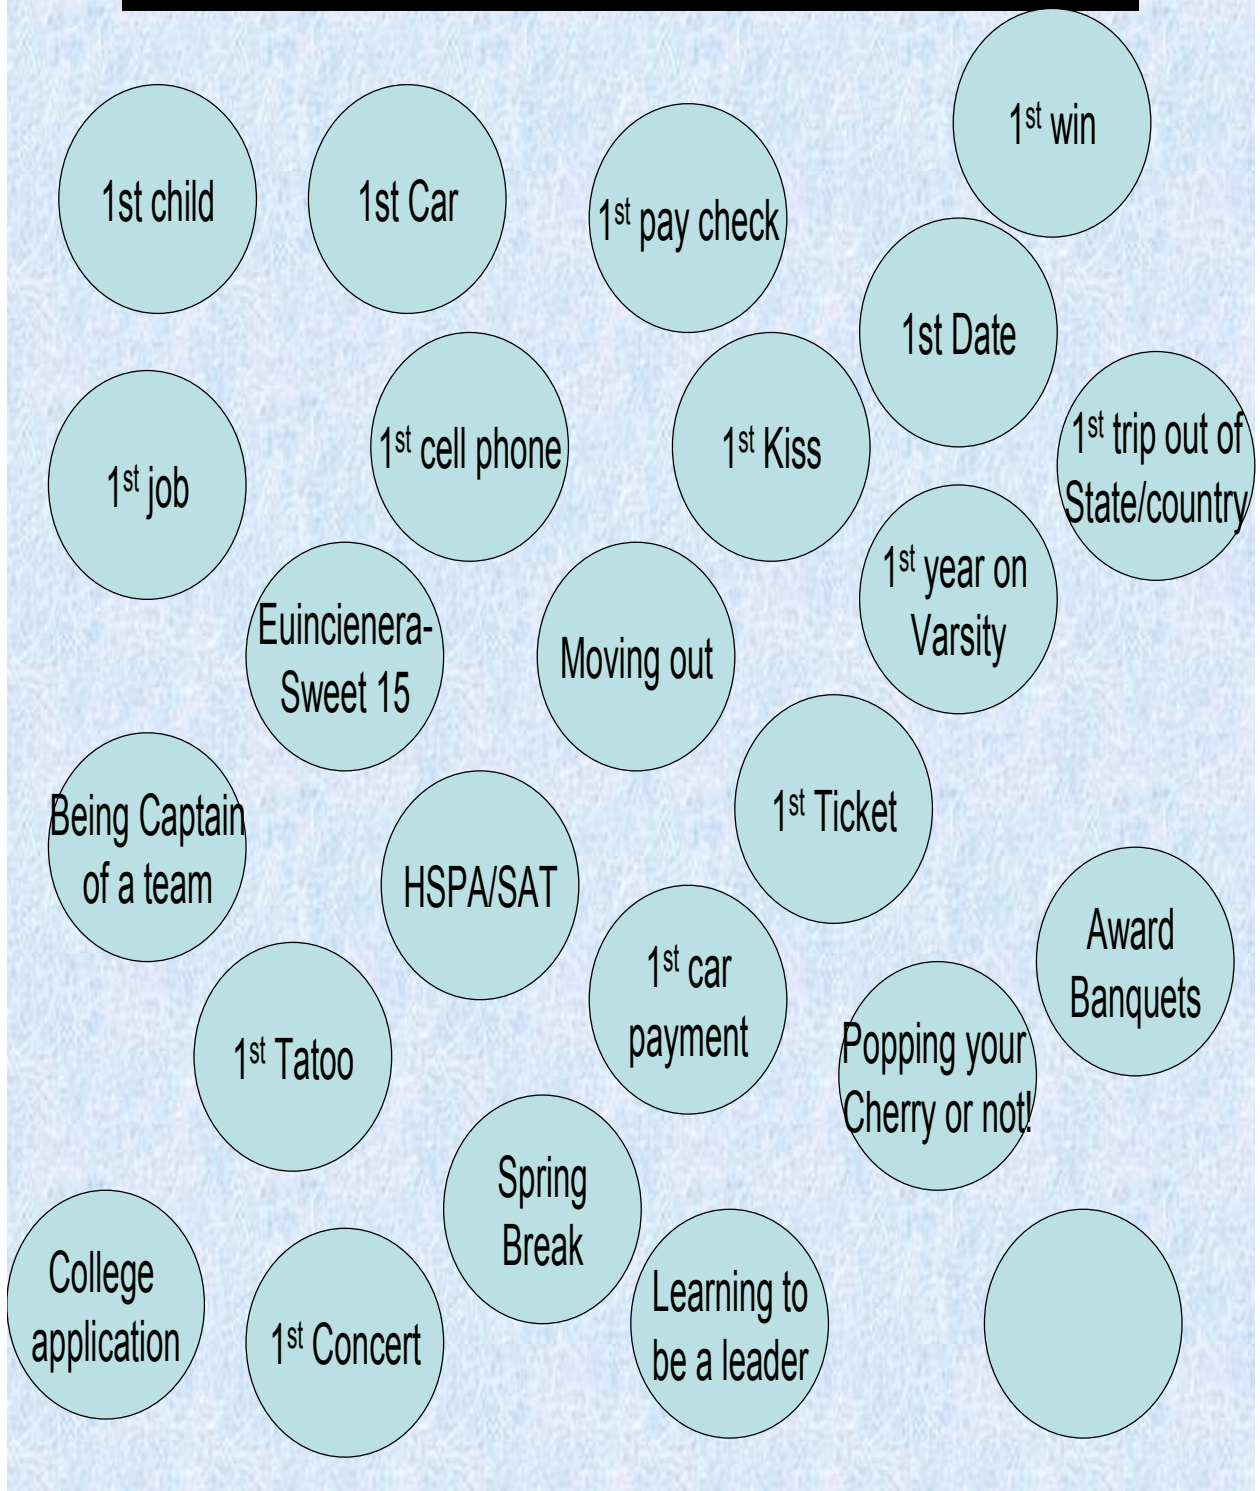 1st win
1st child
1st Car
1st pay check
1st Date
1st cell phone
1st Kiss
1st trip out of
State/country
1st job
1st year on
Varsity
Euincienera-
Sweet 15
Moving out
1st Ticket
Being Captain
of a team
HSPA/SAT
Award
Banquets
1st car
payment
1st Tatoo
Popping your
Cherry or not!
Spring
Break
College
application
1st Concert
Learning to
be a leader